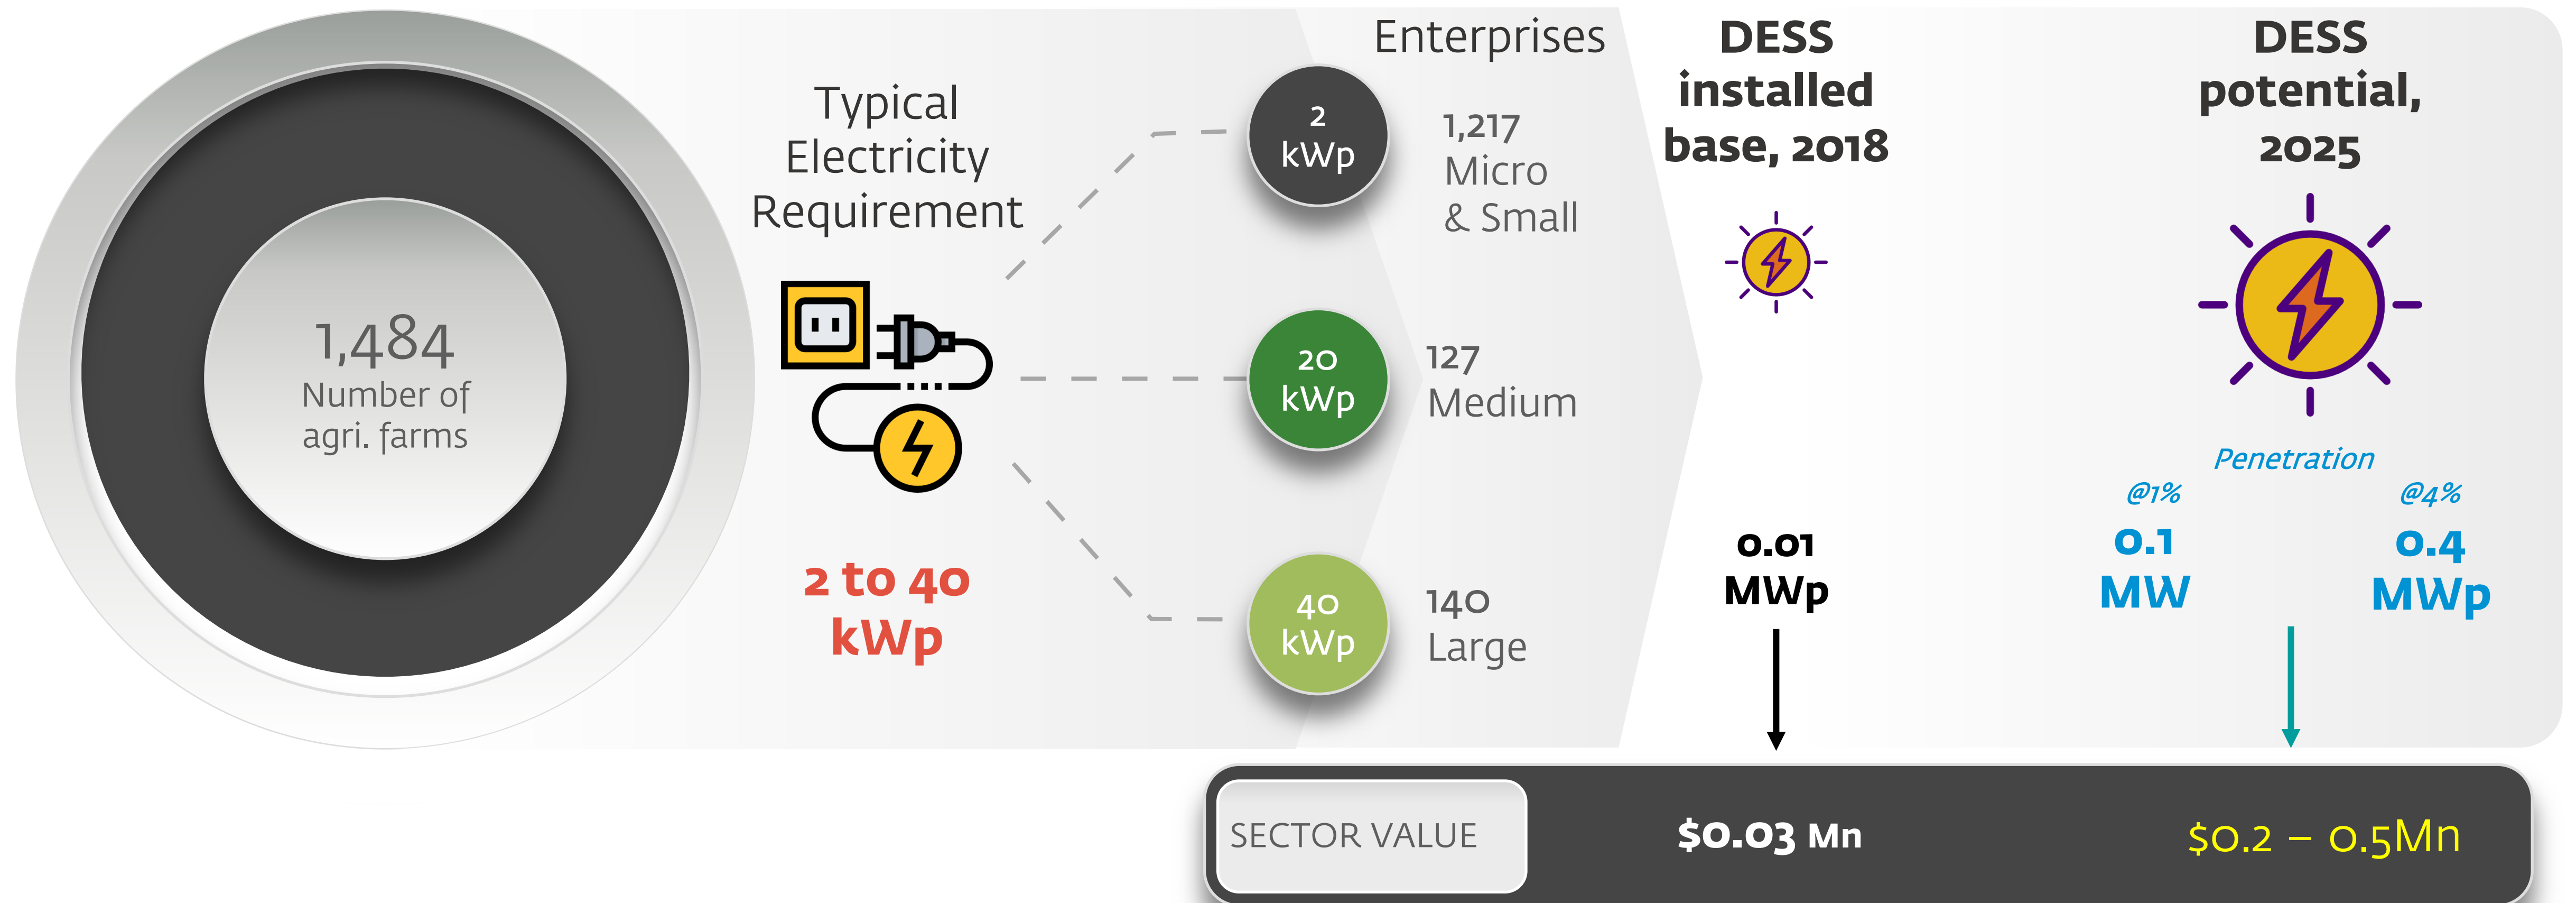 1,484
Number of
agri. farms
Typical
Electricity
Requirement
2 to 40
kWp
Enterprises
2
kWp
1,217
Micro
& Small
20
kWp
127
Medium
40
kWp
140
Large
DESS
installed
base, 2018
0.01
MWp
DESS
potential,
2025
Penetration
@1%
0.1
MW
@4%
0.4
MWp
SECTOR VALUE
$0.03 Mn
$0.2 – 0.5Mn